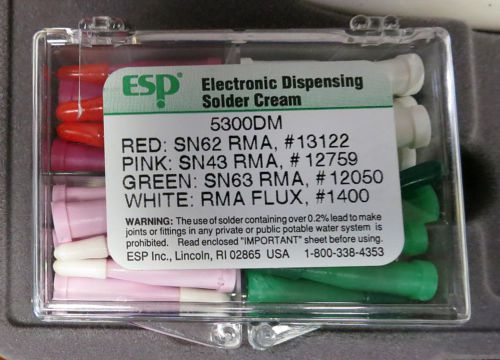 ESP® Electronic Dispensing
Solder Cream
5300DM
RED: SN62 RMA, #13122
PINK: SN43 RMA, #12759
GREEN: SN63 RMA, #12050
WHITE: RMA FLUX, #1400
WARNING: The use of solder containing over 0.2% lead to make
joints or fittings in any private or public potable water system is
prohibited. Read enclosed "IMPORTANT" sheet before using.
ESP Inc., Lincoln, RI 02865 USA 1-800-338-4353